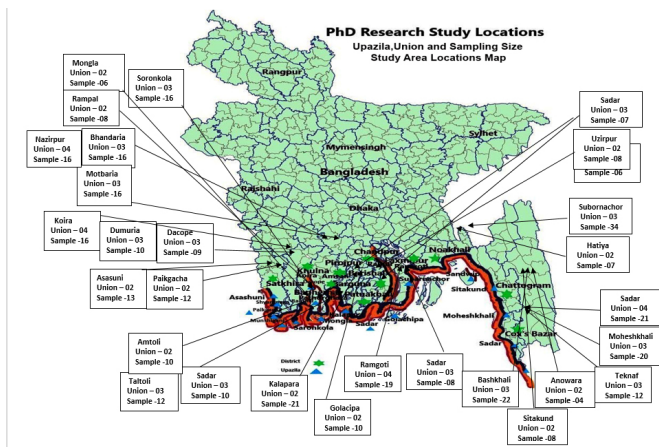 PhD Research Study Locations
Upazila,Union and Sampling Size
Study Area Locations Map
Mongla
Union – 02
Sample -06
Soronkola
Union – 03
Sample -16
Rampal
Union – 02
Sample -08
Nazirpur
Union – 04
Sample -16
Bhandaria
Union – 03
Sample -16
Motbaria
Union – 03
Sample -16
Koira
Union – 04
Sample -16
Dumuria
Union – 03
Sample -10
Dacope
Union – 03
Sample -09
Asasuni
Union – 02
Sample -13
Paikgacha
Union – 02
Sample -12
Amtoli
Union – 02
Sample -10
Taltoli
Union – 03
Sample -12
Sadar
Union – 03
Sample -10
Kalapara
Union – 02
Sample -21
Golacipa
Union – 02
Sample -10
Ramgoti
Union – 04
Sample -19
Sadar
Union – 03
Sample -08
Bashkhali
Union – 03
Sample -22
Sitakund
Union – 02
Sample -08
Anowara
Union – 02
Sample -04
Teknaf
Union – 03
Sample -12
Moheshkhali
Union – 03
Sample -20
Sadar
Union – 04
Sample -21
Hatiya
Union – 02
Sample -07
Subornachor
Union – 03
Sample -34
Sadar
Union – 03
Sample -07
Uzirpur
Union – 02
Sample -08
Sample -06
Rangpur
Sylhet
Mymensingh
Bangladesh
Rajshahi
Dhaka
Chandpur
Noakhali
Khulna
Satkhira
Asashuni
Soronkola
Sadar
Sandwip
Sitakund
Chattogram
Moheshkhali
Cox's Bazar
Sadar
District
Upazila